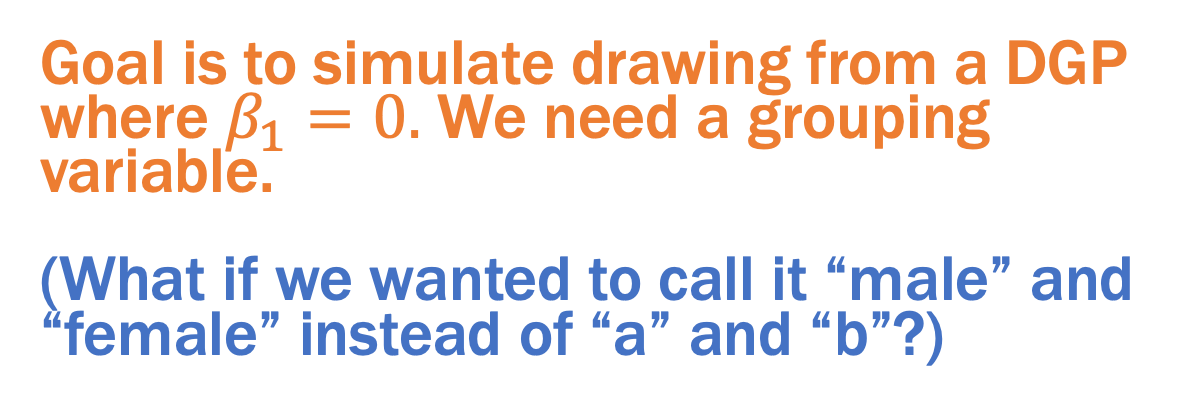 Goal is to simulate drawing from a DGP
where 𝛽₁ = 0. We need a grouping
variable.
(What if we wanted to call it “male” and
“female” instead of “a” and “b”?)